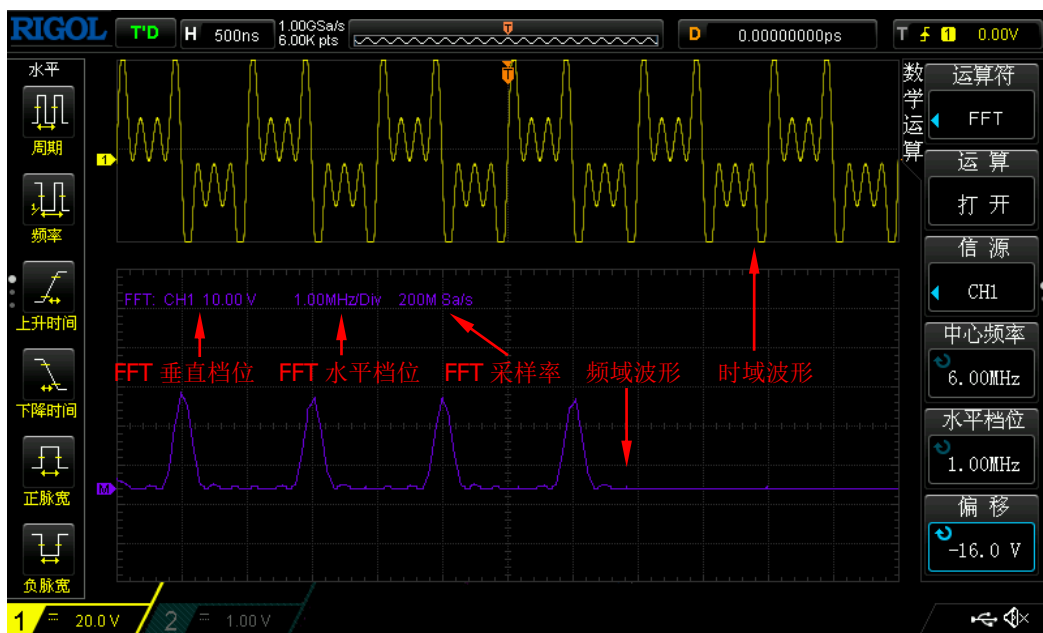 RIGOL T'D H 500ns 1.00GSa/s 6.00K pts T D 0.00000000ps T 1 0.00V
水平
周期
频率
上升时间
下降时间
正脉宽
负脉宽
T
1
FFT: CH1 10.00 V 1.00MHz/Div 200M Sa/s
FFT 垂直档位 FFT 水平档位 FFT 采样率 频域波形 时域波形
M
数学运算
运算符
FFT
运算
打开
信源
CH1
中心频率
6.00MHz
水平档位
1.00MHz
偏移
-16.0 V
1 20.0 V 2 1.00 V